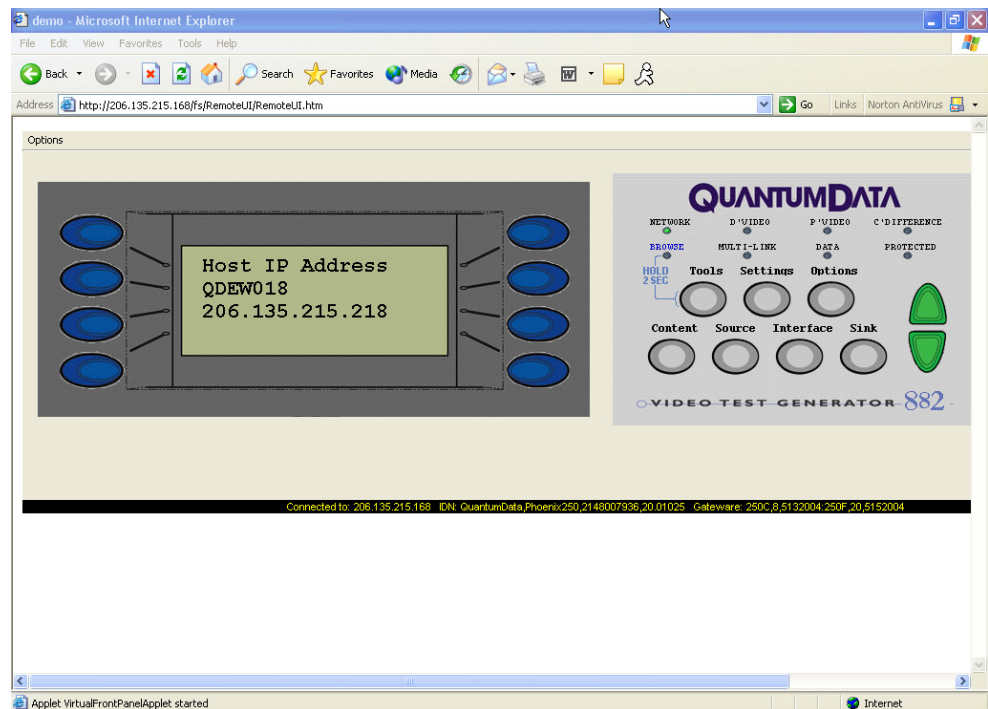 demo - Microsoft Internet Explorer
File Edit View Favorites Tools Help
Back Search Favorites Media
Address http://206.135.215.168/fs/RemoteUI/RemoteUI.htm Go Links Norton AntiVirus
Options
QUANTUMDATA
NETWORK D'VIDEO P'VIDEO C'DIFFERENCE
BROWSE MULTI-LINK DATA PROTECTED
HOLD
2 SEC
Tools Settings Options
Content Source Interface Sink
VIDEO TEST GENERATOR 882
Host IP Address
QDEW018
206.135.215.218
Connected to: 206.135.215.168 IDN: QuantumData,Phoenix250,2148007936,20.01025 Gateware: 250C,8,5132004:250F,20,5152004
Applet VirtualFrontPanelApplet started Internet